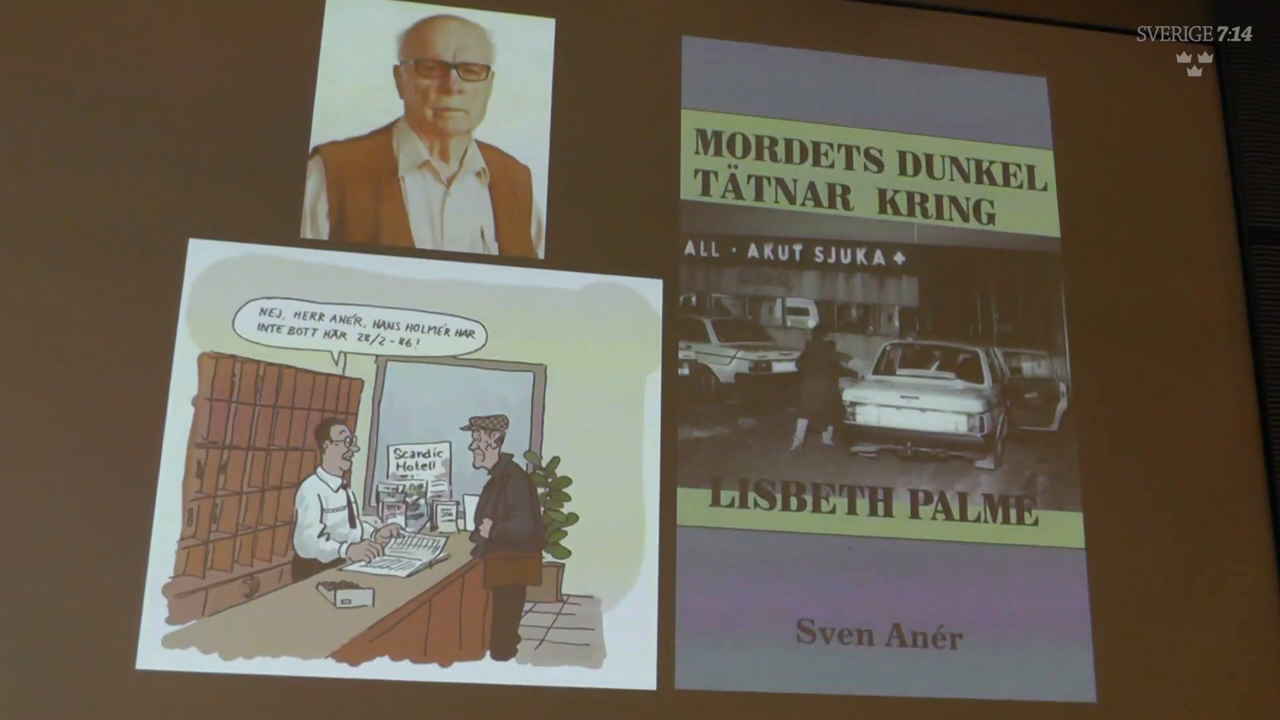 SVERIGE 7:14
MORDETS DUNKEL
TÄTNAR KRING
ALL · AKUT SJUKA +
LISBETH PALME
Sven Anér
NEJ, HERR ANÉR, HANS HOLMÉR HAR
INTE BOTT HÄR 28/2-86!
Scandic
Hotell